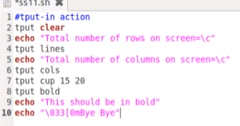 *ss11.sh ✖
1 #tput-in action
2 tput clear
3 echo "Total number of rows on screen=\c"
4 tput lines
5 echo "Total number of columns on screen=\c"
6 tput cols
7 tput cup 15 20
8 tput bold
9 echo "This should be in bold"
10 echo "\033[0mBye Bye"